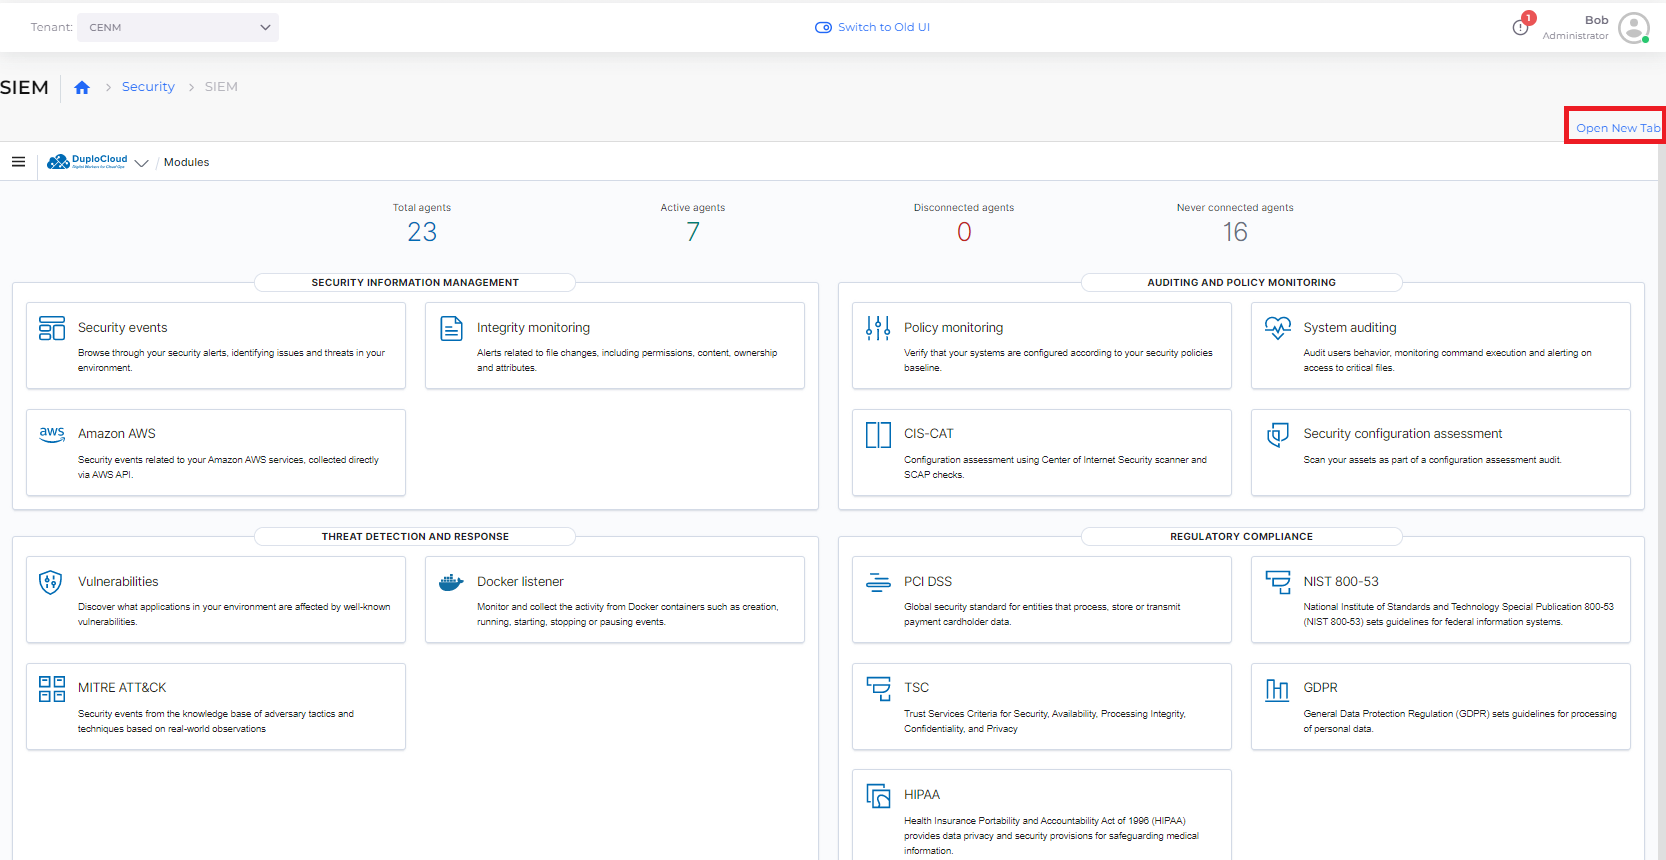 Tenant: CENM
Switch to Old UI
1
Bob
Administrator
SIEM
Security
SIEM
Open New Tab
DuploCloud
Digital Workers for Cloud Ops
/ Modules
Total agents
23
Active agents
7
Disconnected agents
0
Never connected agents
16
SECURITY INFORMATION MANAGEMENT
Security events
Browse through your security alerts, identifying issues and threats in your
environment.
Integrity monitoring
Alerts related to file changes, including permissions, content, ownership
and attributes.
aws
Amazon AWS
Security events related to your Amazon AWS services, collected directly
via AWS API.
AUDITING AND POLICY MONITORING
Policy monitoring
Verify that your systems are configured according to your security policies
baseline.
System auditing
Audit users behavior, monitoring command execution and alerting on
access to critical files.
CIS-CAT
Configuration assessment using Center of Internet Security scanner and
SCAP checks.
Security configuration assessment
Scan your assets as part of a configuration assessment audit.
THREAT DETECTION AND RESPONSE
Vulnerabilities
Discover what applications in your environment are affected by well-known
vulnerabilities.
Docker listener
Monitor and collect the activity from Docker containers such as creation,
running, starting, stopping or pausing events.
MITRE ATT&CK
Security events from the knowledge base of adversary tactics and
techniques based on real-world observations
REGULATORY COMPLIANCE
PCI DSS
Global security standard for entities that process, store or transmit
payment cardholder data.
NIST 800-53
National Institute of Standards and Technology Special Publication 800-53
(NIST 800-53) sets guidelines for federal information systems.
TSC
Trust Services Criteria for Security, Availability, Processing Integrity,
Confidentiality, and Privacy
GDPR
General Data Protection Regulation (GDPR) sets guidelines for processing
of personal data.
HIPAA
Health Insurance Portability and Accountability Act of 1996 (HIPAA)
provides data privacy and security provisions for safeguarding medical
information.